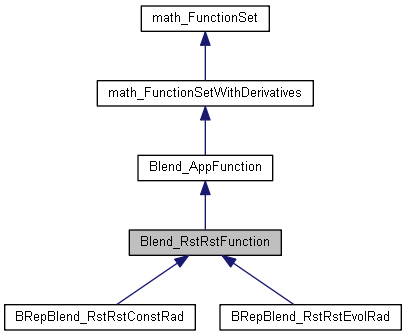 math_FunctionSet
math_FunctionSetWithDerivatives
Blend_AppFunction
Blend_RstRstFunction
BRepBlend_RstRstConstRad
BRepBlend_RstRstEvolRad